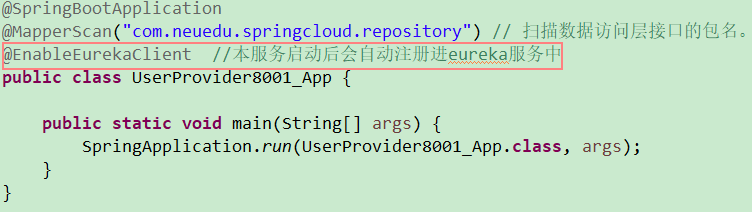 @SpringBootApplication
@MapperScan("com.neuedu.springcloud.repository") // 扫描数据访问层接口的包名。
@EnableEurekaClient  //本服务启动后会自动注册进eureka服务中
public class UserProvider8001_App {
    public static void main(String[] args) {
        SpringApplication.run(UserProvider8001_App.class, args);
    }
}